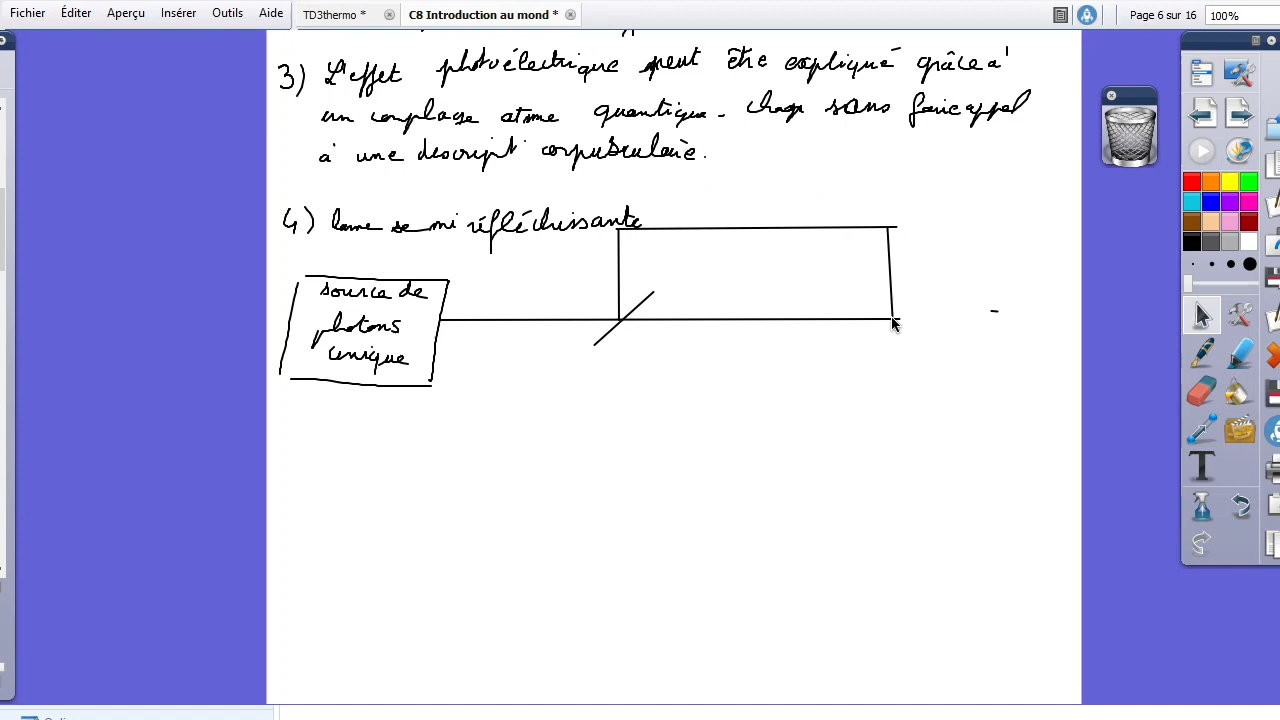 Fichier Éditer Aperçu Insérer Outils Aide
TD3thermo *
C8 Introduction au mond *
Page 6 sur 16
100%
3) L'effet photoélectrique peut être expliqué grâce à
un couplage atome quantique - champ sans faire appel
à une descript° corpusculaire.
4) lame semi réfléchissante
source de
photons
unique
T